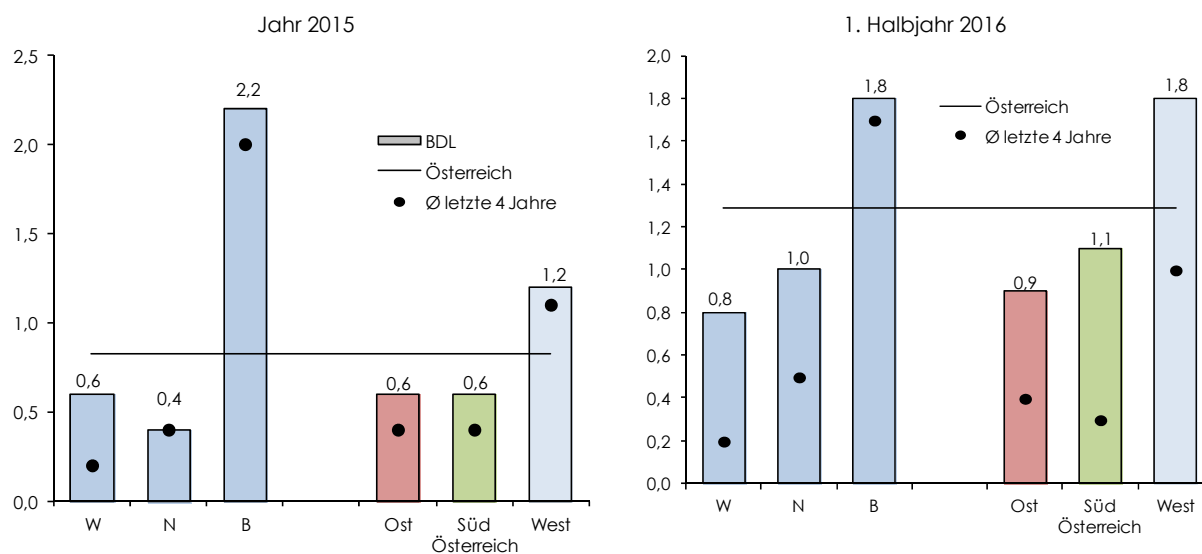 Jahr 2015
2,5
2,0
1,5
1,0
0,5
0,0
0,6
0,4
2,2
0,6
0,6
1,2
BDL
Österreich
Ø letzte 4 Jahre
W N B Ost Süd West
Österreich
1. Halbjahr 2016
2,0
1,8
1,6
1,4
1,2
1,0
0,8
0,6
0,4
0,2
0,0
0,8
1,0
1,8
0,9
1,1
1,8
Österreich
Ø letzte 4 Jahre
W N B Ost Süd West
Österreich